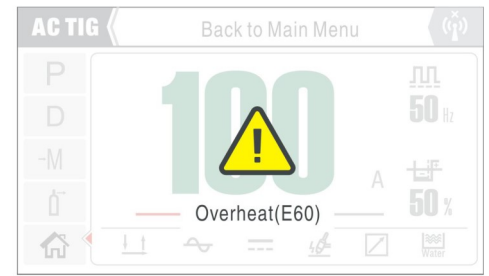 AC TIG Back to Main Menu
P
100
50 Hz
D
-M
A
50 %
Overheat(E60)
Water